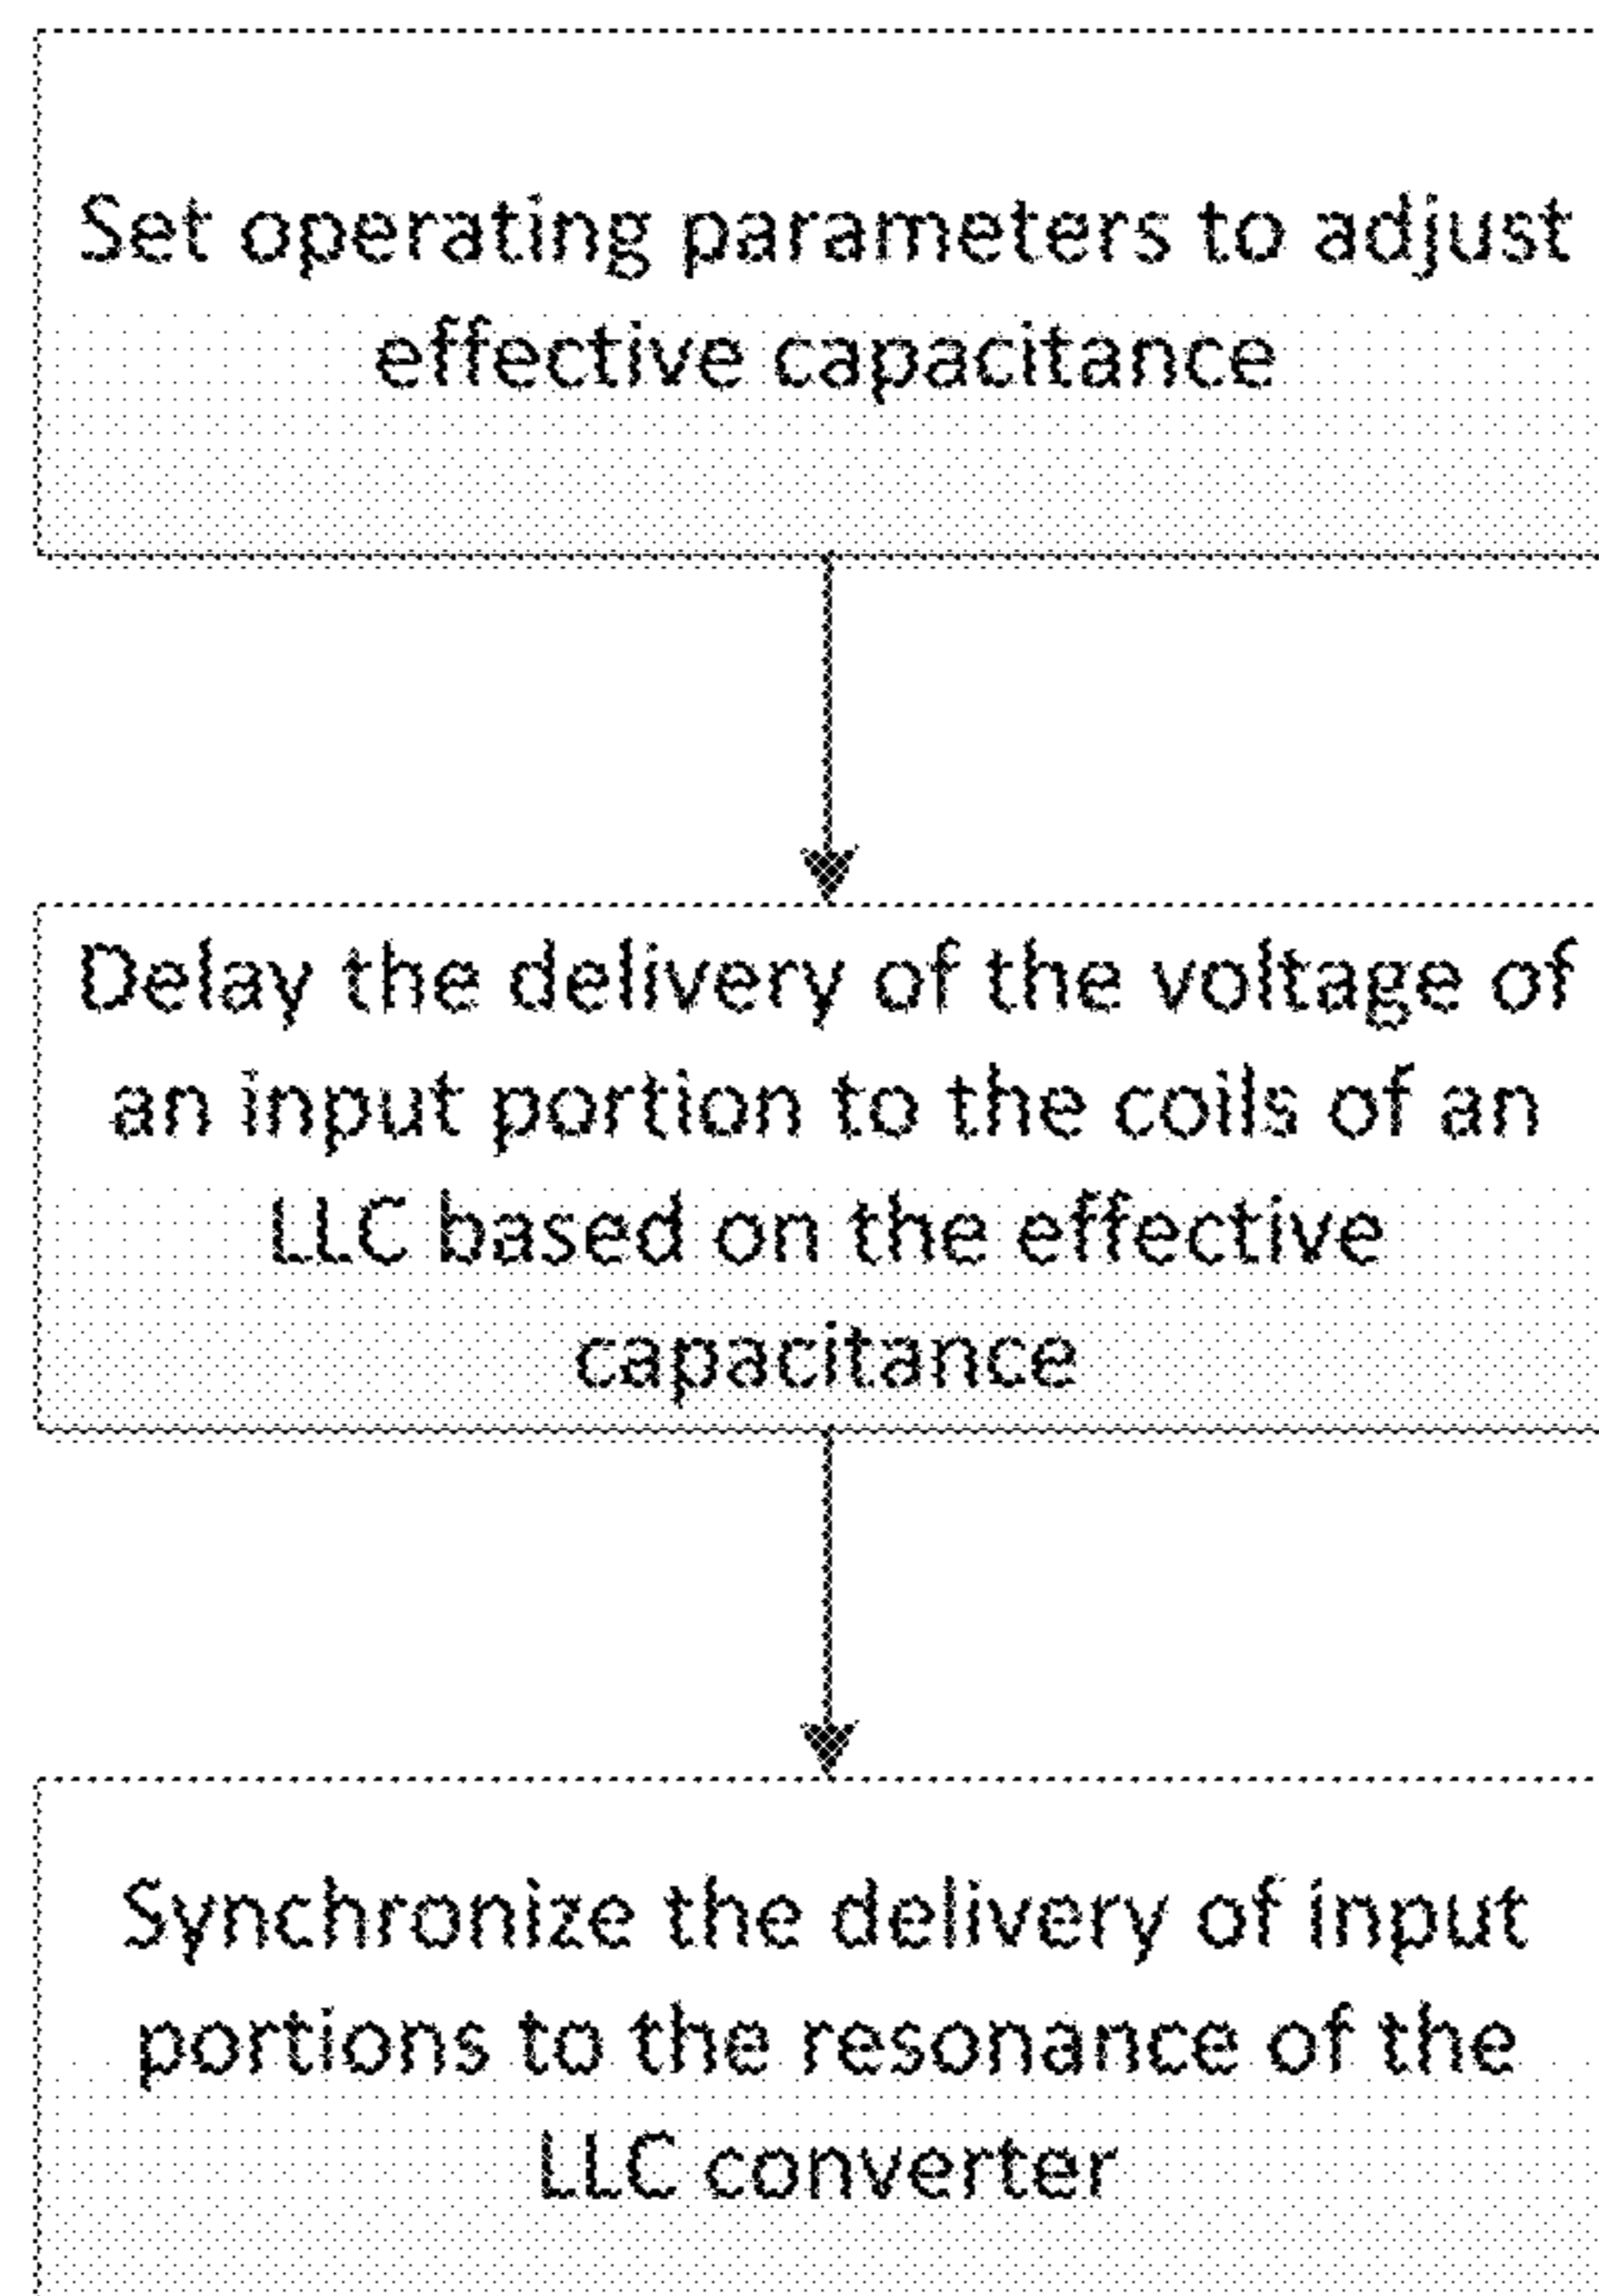 Set operating parameters to adjust
effective capacitance
Delay the delivery of the voltage of
an input portion to the coils of an
LLC based on the effective
capacitance
Synchronize the delivery of input
portions to the resonance of the
LLC converter